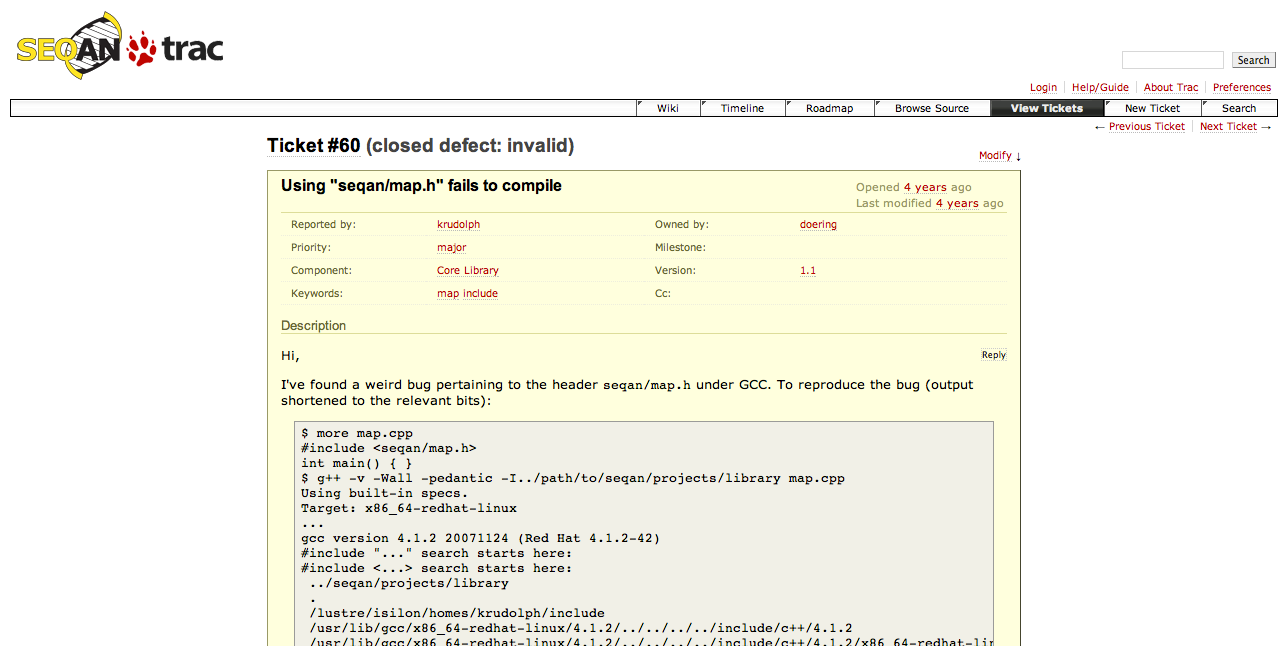 SEQAN trac
Search
Login Help/Guide About Trac Preferences
Wiki Timeline Roadmap Browse Source View Tickets New Ticket Search
← Previous Ticket Next Ticket →
Ticket #60 (closed defect: invalid)
Modify ↓
Using "seqan/map.h" fails to compile
Opened 4 years ago
Last modified 4 years ago
Reported by: krudolph Owned by: doering
Priority: major Milestone:
Component: Core Library Version: 1.1
Keywords: map include Cc:
Description
Hi,
Reply
I've found a weird bug pertaining to the header seqan/map.h under GCC. To reproduce the bug (output
shortened to the relevant bits):
$ more map.cpp
#include <seqan/map.h>
int main() { }
$ g++ -v -Wall -pedantic -I../path/to/seqan/projects/library map.cpp
Using built-in specs.
Target: x86_64-redhat-linux
...
gcc version 4.1.2 20071124 (Red Hat 4.1.2-42)
#include "..." search starts here:
#include <...> search starts here:
../seqan/projects/library
.
/lustre/isilon/homes/krudolph/include
/usr/lib/gcc/x86_64-redhat-linux/4.1.2/../../../../include/c++/4.1.2
/usr/lib/gcc/x86_64-redhat-linux/4.1.2/../../../../include/c++/4.1.2/x86_64-redhat-lin